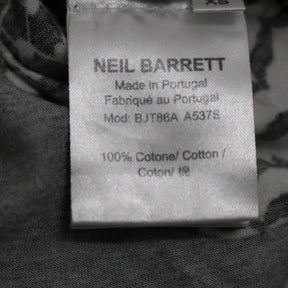 XS
NEIL BARRETT
Made in Portugal
Fabriqué au Portugal
Mod: BJT86A A537S
100% Cotone/ Cotton /
Coton/ 棉